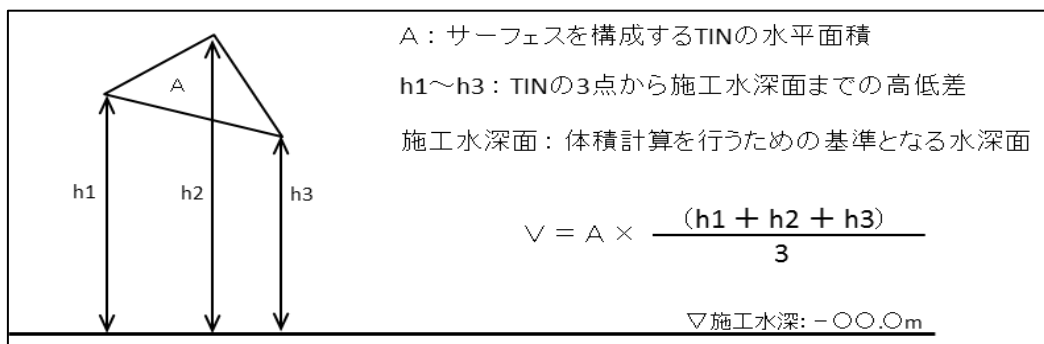 A：サーフェスを構成するTINの水平面積
h1～h3：TINの3点から施工水深面までの高低差
施工水深面：体積計算を行うための基準となる水深面
A
h1
h2
h3
V = A × (h1 + h2 + h3) / 3
▽施工水深：－○○.○m